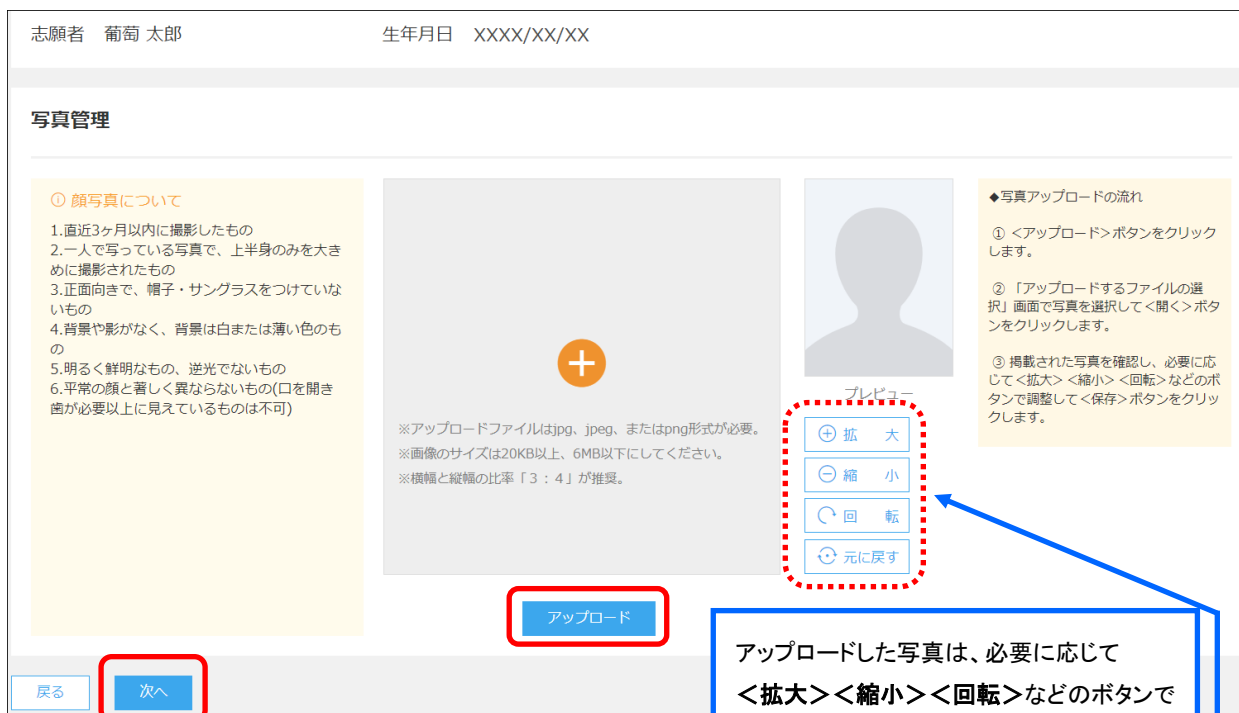 志願者 葡萄 太郎 生年月日 XXXX/XX/XX
写真管理
顔写真について
1.直近3ヶ月以内に撮影したもの
2.一人で写っている写真で、上半身のみを大き
めに撮影されたもの
3.正面向きで、帽子・サングラスをつけていな
いもの
4.背景や影がなく、背景は白または薄い色のも
の
5.明るく鮮明なもの、逆光でないもの
6.平常の顔と著しく異ならないもの(口を開き
歯が必要以上に見えているものは不可)
※アップロードファイルはjpg、jpeg、またはpng形式が必要。
※画像のサイズは20KB以上、6MB以下にしてください。
※横幅と縦幅の比率「3:4」が推奨。
アップロード
プレビュー
拡 大
縮 小
回 転
元に戻す
◆写真アップロードの流れ
① <アップロード>ボタンをクリック
します。
② 「アップロードするファイルの選
択」画面で写真を選択して<開く>ボタ
ンをクリックします。
③ 掲載された写真を確認し、必要に応
じて<拡大> <縮小> <回転>などのボ
タンで調整して<保存>ボタンをクリッ
クします。
アップロードした写真は、必要に応じて
<拡大><縮小><回転>などのボタンで
戻る 次へ